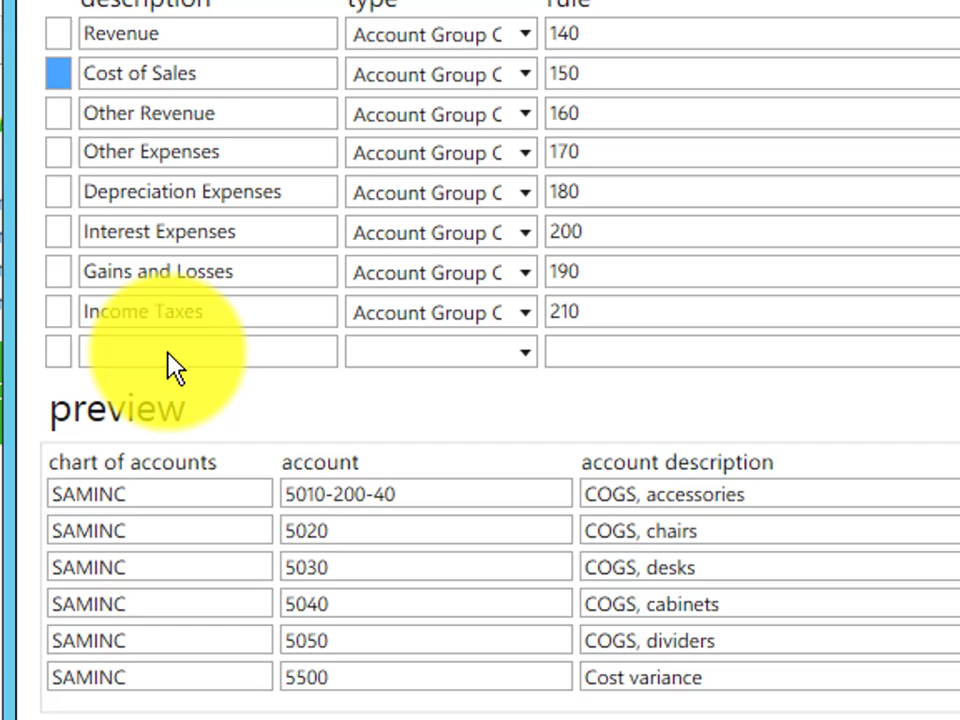 description type rule
Revenue Account Group C 140
Cost of Sales Account Group C 150
Other Revenue Account Group C 160
Other Expenses Account Group C 170
Depreciation Expenses Account Group C 180
Interest Expenses Account Group C 200
Gains and Losses Account Group C 190
Income Taxes Account Group C 210
preview
chart of accounts account account description
SAMINC 5010-200-40 COGS, accessories
SAMINC 5020 COGS, chairs
SAMINC 5030 COGS, desks
SAMINC 5040 COGS, cabinets
SAMINC 5050 COGS, dividers
SAMINC 5500 Cost variance